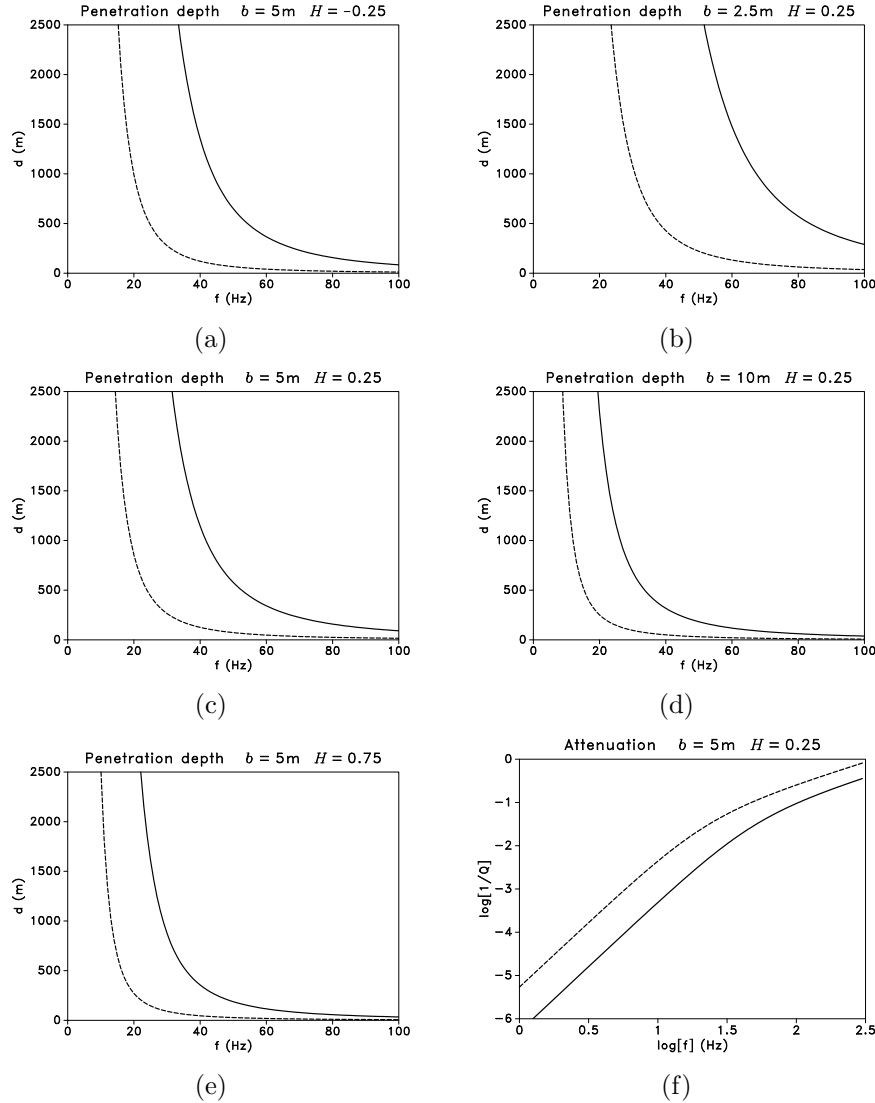 Penetration depth b = 5m H = -0.25
2500
2000
1500
1000
500
0
d (m)
0 20 40 60 80 100
f (Hz)
(a)
Penetration depth b = 2.5m H = 0.25
2500
2000
1500
1000
500
0
d (m)
0 20 40 60 80 100
f (Hz)
(b)
Penetration depth b = 5m H = 0.25
2500
2000
1500
1000
500
0
d (m)
0 20 40 60 80 100
f (Hz)
(c)
Penetration depth b = 10m H = 0.25
2500
2000
1500
1000
500
0
d (m)
0 20 40 60 80 100
f (Hz)
(d)
Penetration depth b = 5m H = 0.75
2500
2000
1500
1000
500
0
d (m)
0 20 40 60 80 100
f (Hz)
(e)
Attenuation b = 5m H = 0.25
0
-1
-2
-3
-4
-5
-6
log[1/Q]
0 0.5 1 1.5 2 2.5
log[f] (Hz)
(f)